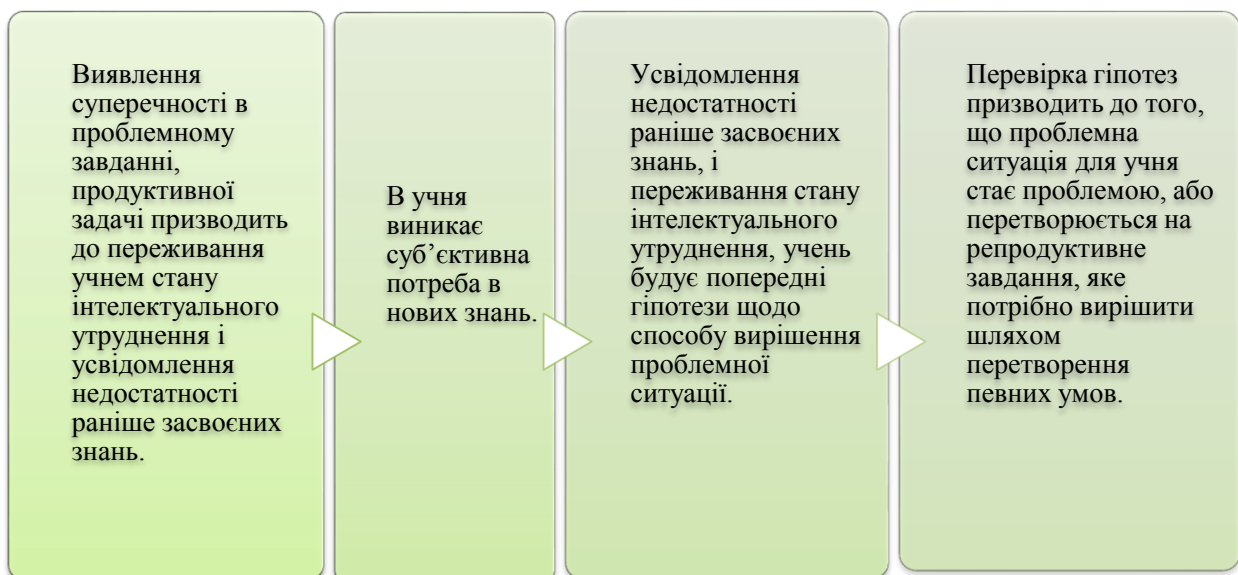 Виявлення
суперечності в
проблемному
завданні,
продуктивної
задачі призводить
до переживання
учнем стану
інтелектуального
утруднення і
усвідомлення
недостатності
раніше засвоєних
знань.
В учня
виникає
суб’єктивна
потреба в
нових знань.
Усвідомлення
недостатності
раніше засвоєних
знань, і
переживання стану
інтелектуального
утруднення, учень
будує попередні
гіпотези щодо
способу вирішення
проблемної
ситуації.
Перевірка гіпотез
призводить до того,
що проблемна
ситуація для учня
стає проблемою, або
перетворюється на
репродуктивне
завдання, яке
потрібно вирішити
шляхом
перетворення
певних умов.